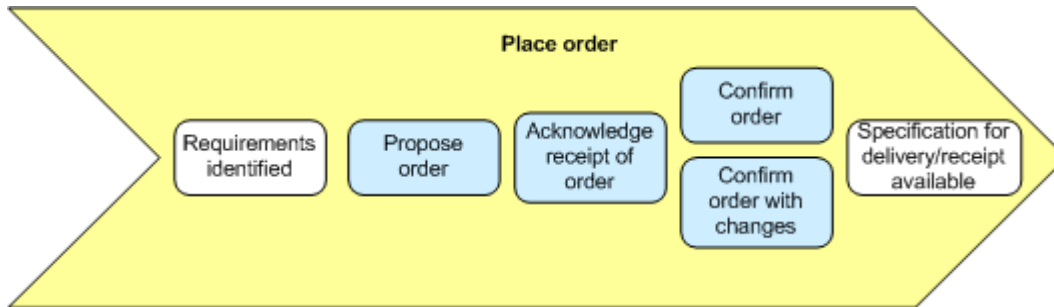 Place order
Requirements
identified
Propose
order
Acknowledge
receipt of
order
Confirm
order
Confirm
order with
changes
Specification for
delivery/receipt
available